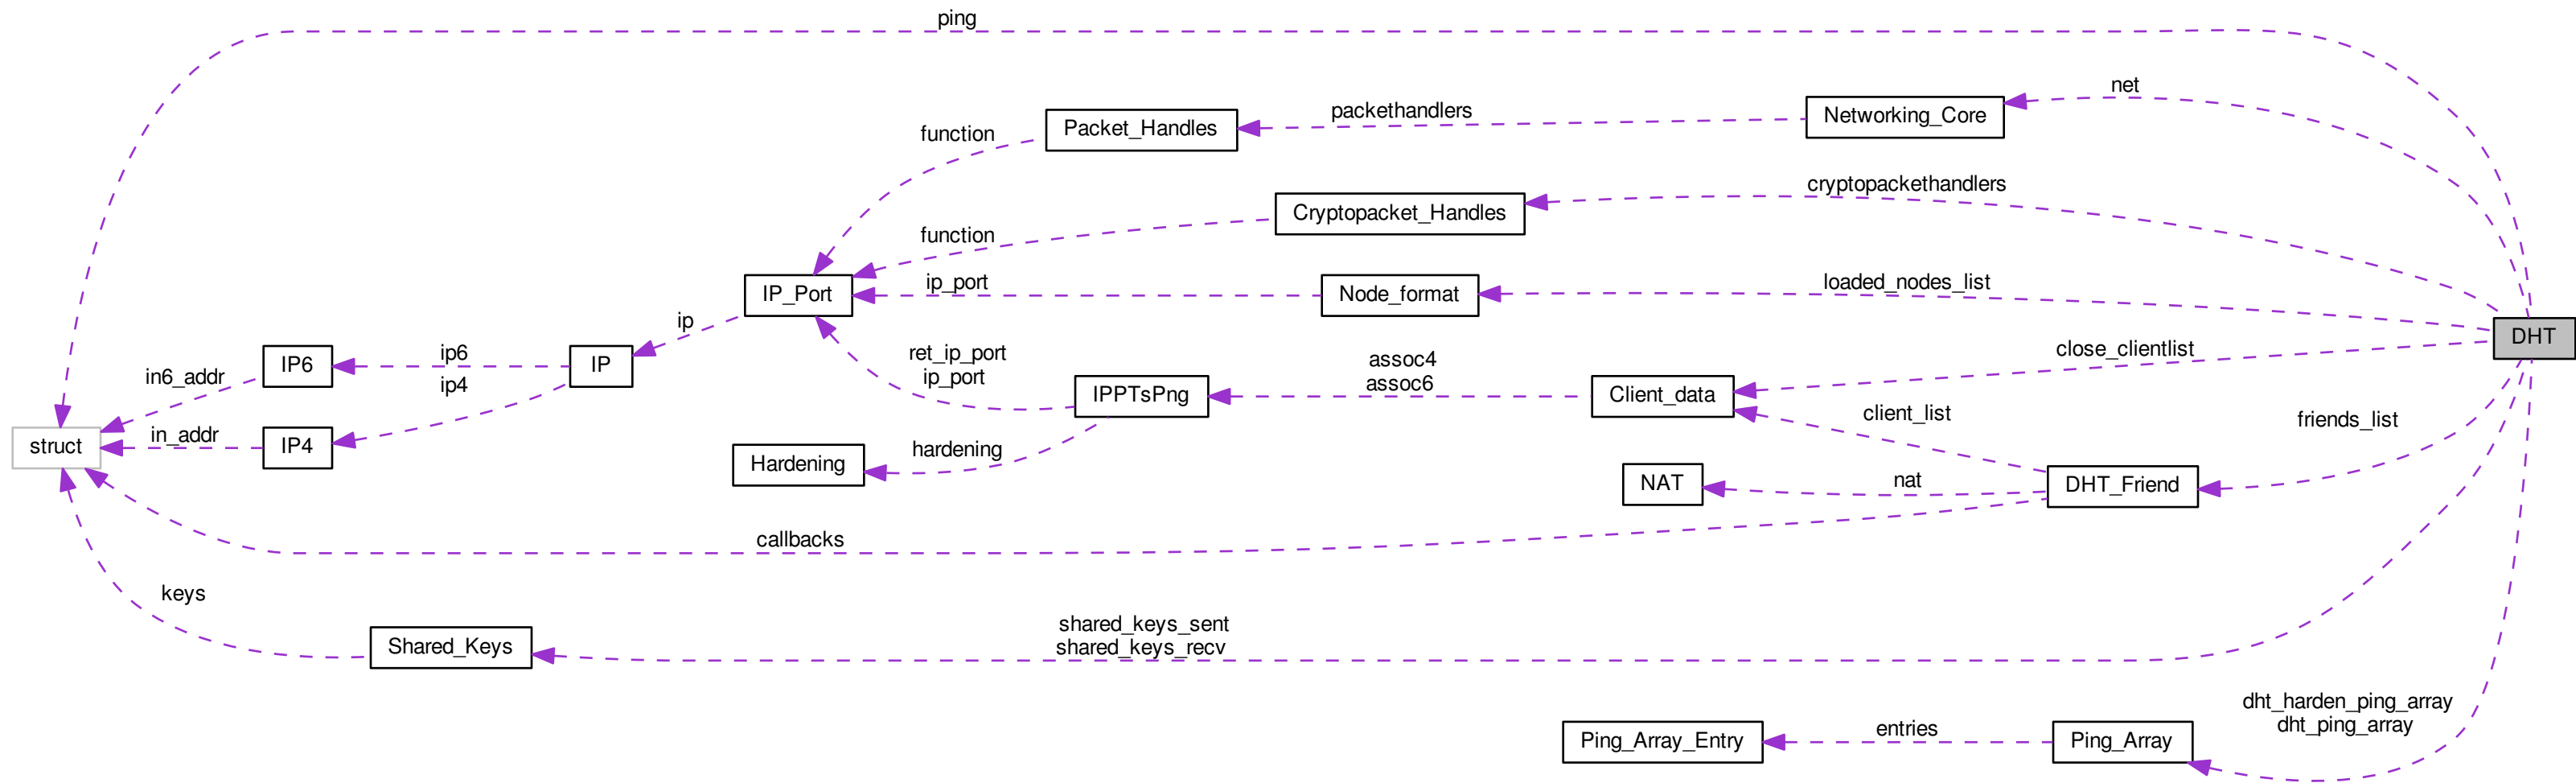 ping
net
Packet_Handles
packethandlers
Networking_Core
function
cryptopackethandlers
Cryptopacket_Handles
function
IP_Port
ip_port
Node_format
loaded_nodes_list
DHT
ip
IP6
ip6
IP
in6_addr
ip4
ret_ip_port
ip_port
IPPTsPng
assoc4
assoc6
Client_data
close_clientlist
client_list
friends_list
struct
in_addr
IP4
Hardening
hardening
NAT
nat
DHT_Friend
callbacks
keys
Shared_Keys
shared_keys_sent
shared_keys_recv
dht_harden_ping_array
dht_ping_array
Ping_Array_Entry
entries
Ping_Array